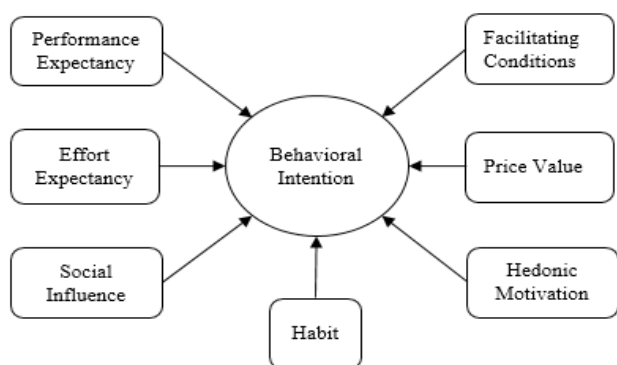 Performance
Expectancy
Facilitating
Conditions
Effort
Expectancy
Behavioral
Intention
Price Value
Social
Influence
Habit
Hedonic
Motivation